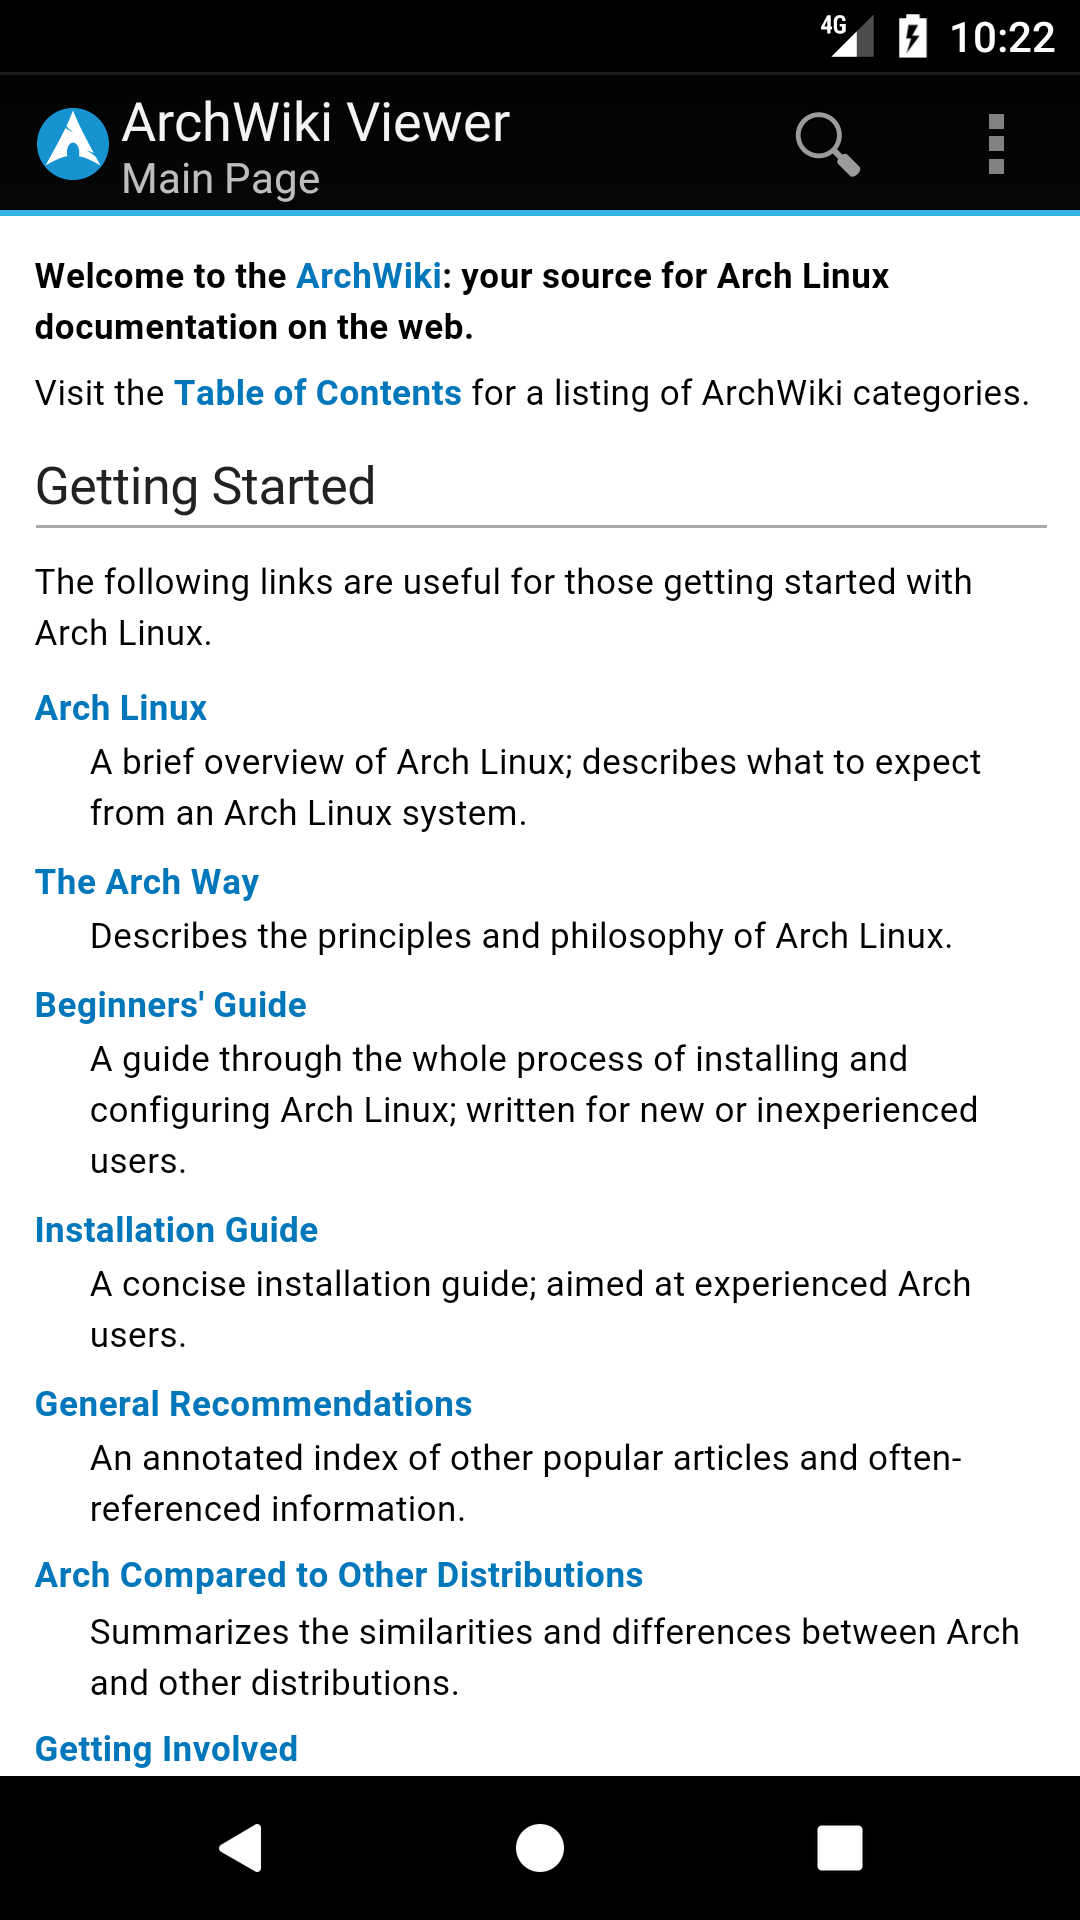 4G 10:22
ArchWiki Viewer
Main Page
Welcome to the ArchWiki: your source for Arch Linux
documentation on the web.
Visit the Table of Contents for a listing of ArchWiki categories.
Getting Started
The following links are useful for those getting started with
Arch Linux.
Arch Linux
A brief overview of Arch Linux; describes what to expect
from an Arch Linux system.
The Arch Way
Describes the principles and philosophy of Arch Linux.
Beginners' Guide
A guide through the whole process of installing and
configuring Arch Linux; written for new or inexperienced
users.
Installation Guide
A concise installation guide; aimed at experienced Arch
users.
General Recommendations
An annotated index of other popular articles and often-
referenced information.
Arch Compared to Other Distributions
Summarizes the similarities and differences between Arch
and other distributions.
Getting Involved